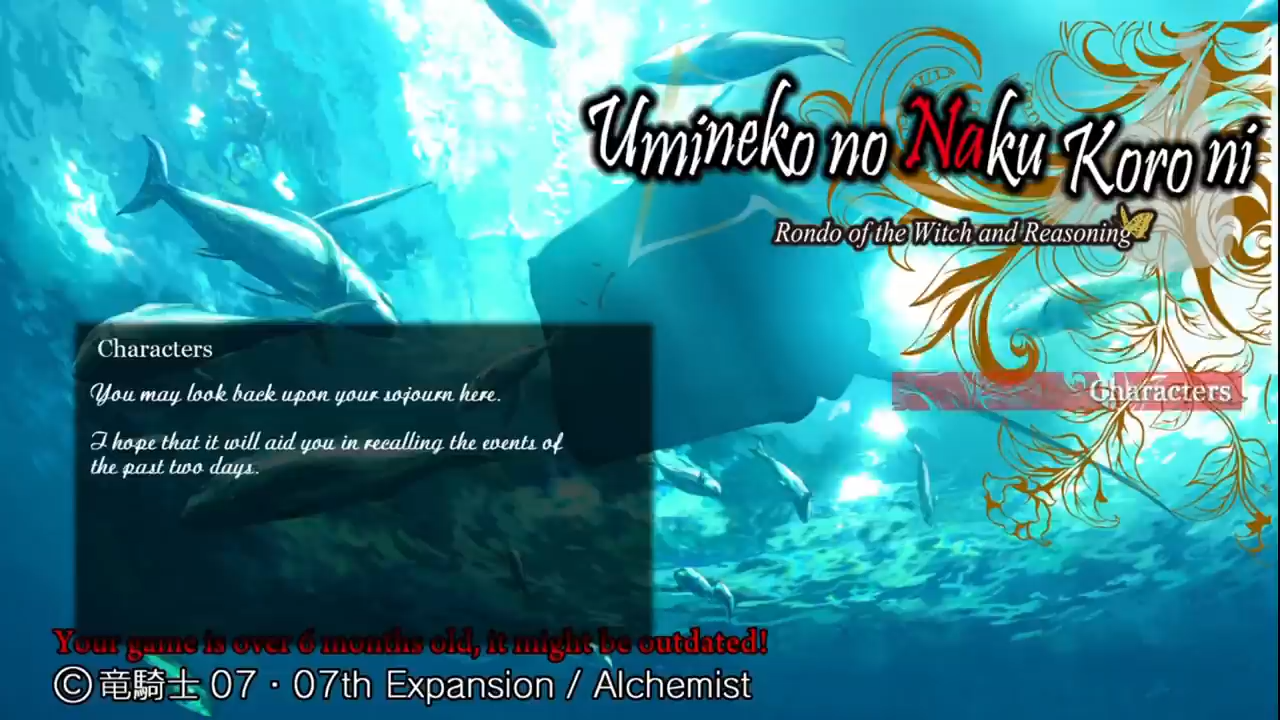 Umineko no Naku Koro ni
Rondo of the Witch and Reasoning
Characters
You may look back upon your sojourn here.
I hope that it will aid you in recalling the events of
the past two days.
Characters
Your game is over 6 months old, it might be outdated!
© 竜騎士 07・07th Expansion / Alchemist